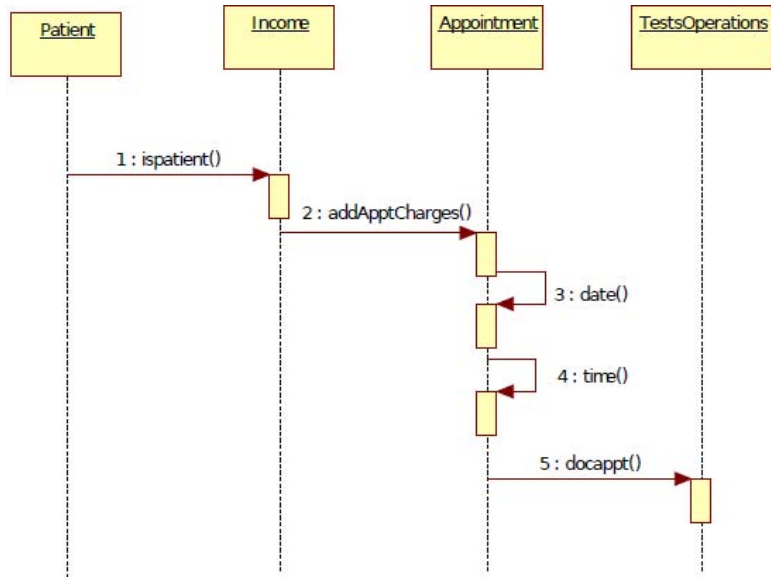 Patient
Income
Appointment
TestsOperations
1 : ispatient()
2 : addApptCharges()
3 : date()
4 : time()
5 : docappt()